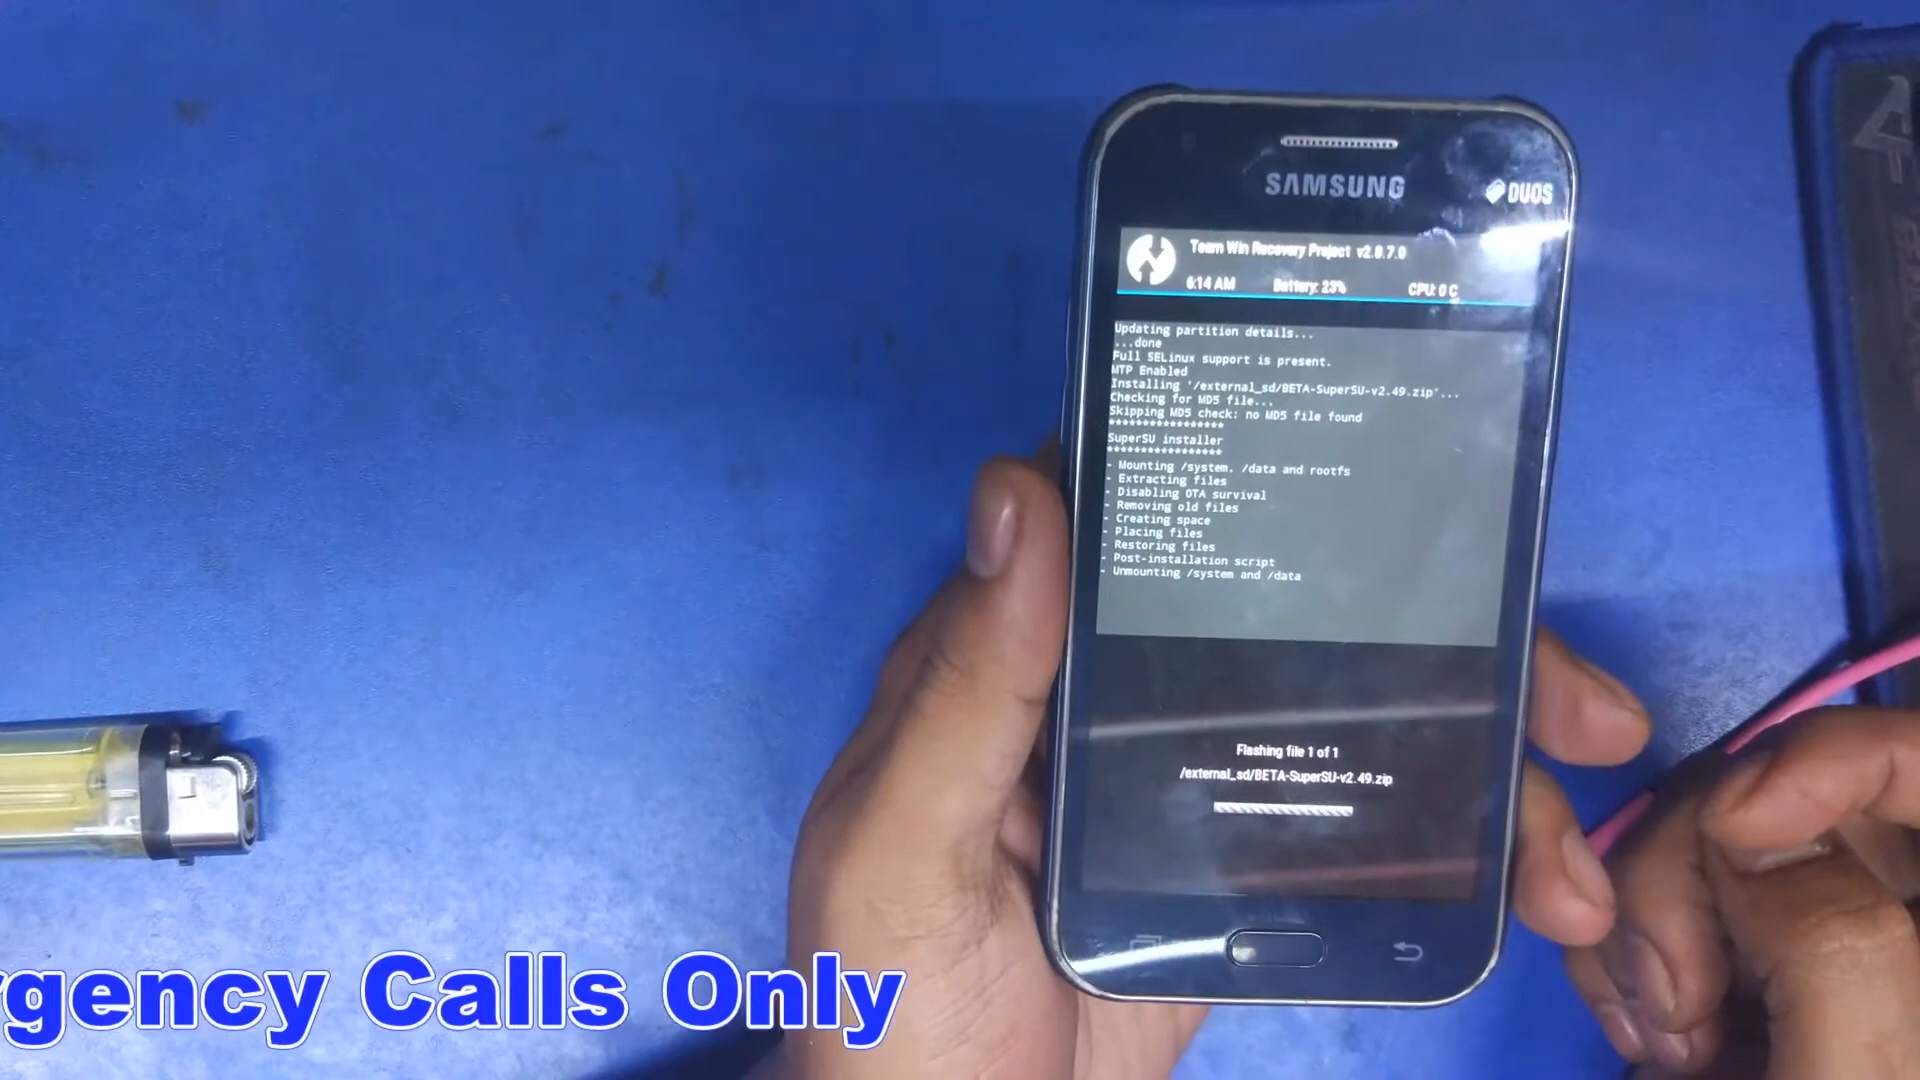 SAMSUNG
DUOS
Team Win Recovery Project v2.8.7.0
6:14 AM Battery: 23% CPU: 0 C
Updating partition details...
...done
Full SELinux support is present.
MTP Enabled
Installing '/external_sd/BETA-SuperSU-v2.49.zip'...
Checking for MD5 file...
Skipping MD5 check: no MD5 file found
*****************
SuperSU installer
*****************
- Mounting /system, /data and rootfs
- Extracting files
- Disabling OTA survival
- Removing old files
- Creating space
- Placing files
- Restoring files
- Post-installation script
- Unmounting /system and /data
Flashing file 1 of 1
/external_sd/BETA-SuperSU-v2.49.zip
rgency Calls Only